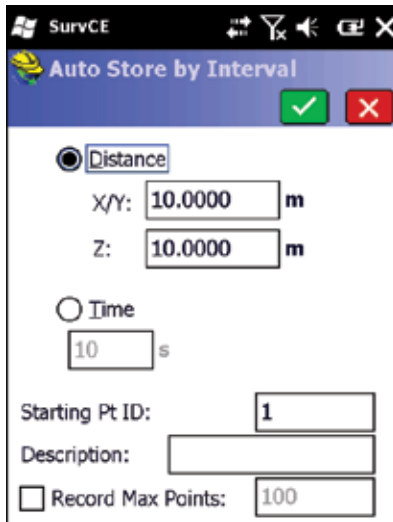 SurvCE
Auto Store by Interval
Distance
X/Y: 10.0000 m
Z: 10.0000 m
Time
10 s
Starting Pt ID: 1
Description:
Record Max Points: 100